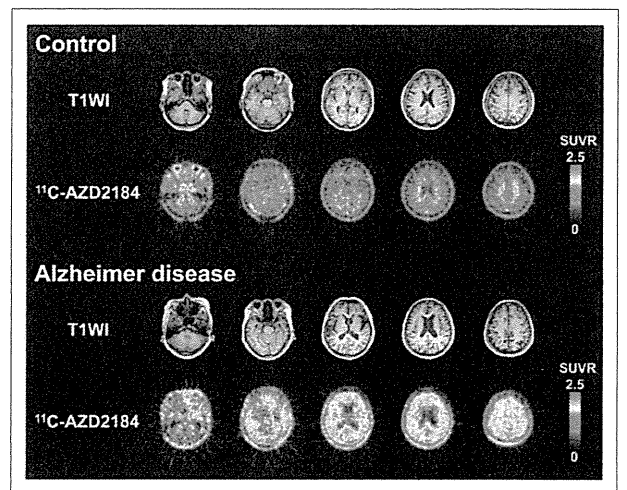 Control
T1WI
SUVR
2.5
¹¹C-AZD2184
0
Alzheimer disease
T1WI
SUVR
2.5
¹¹C-AZD2184
0